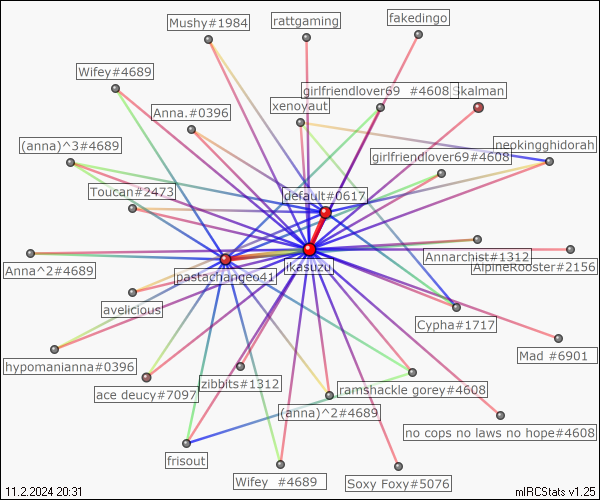 Mushy#1984
rattgaming
fakedingo
Wifey#4689
girlfriendlover69 #4608
Skalman
xenoyaut
Anna.#0396
(anna)^3#4689
neokingghidorah
girlfriendlover69#4608
Toucan#2473
default#0617
Annarchist#1312
AlpineRooster#2156
Anna^2#4689
ikasuzu
pastachangeo41
avelicious
Cypha#1717
Mad #6901
hypomanianna#0396
zibbits#1312
ace deucy#7097
ramshackle gorey#4608
(anna)^2#4689
no cops no laws no hope#4608
frisout
Wifey #4689
Soxy Foxy#5076
11.2.2024 20:31
mIRCStats v1.25